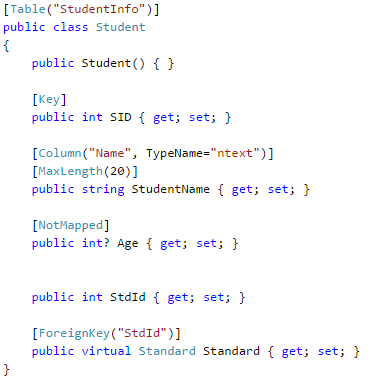 [Table("StudentInfo")]
public class Student
{
    public Student() { }

    [Key]
    public int SID { get; set; }

    [Column("Name", TypeName="ntext")]
    [MaxLength(20)]
    public string StudentName { get; set; }

    [NotMapped]
    public int? Age { get; set; }


    public int StdId { get; set; }

    [ForeignKey("StdId")]
    public virtual Standard Standard { get; set; }
}